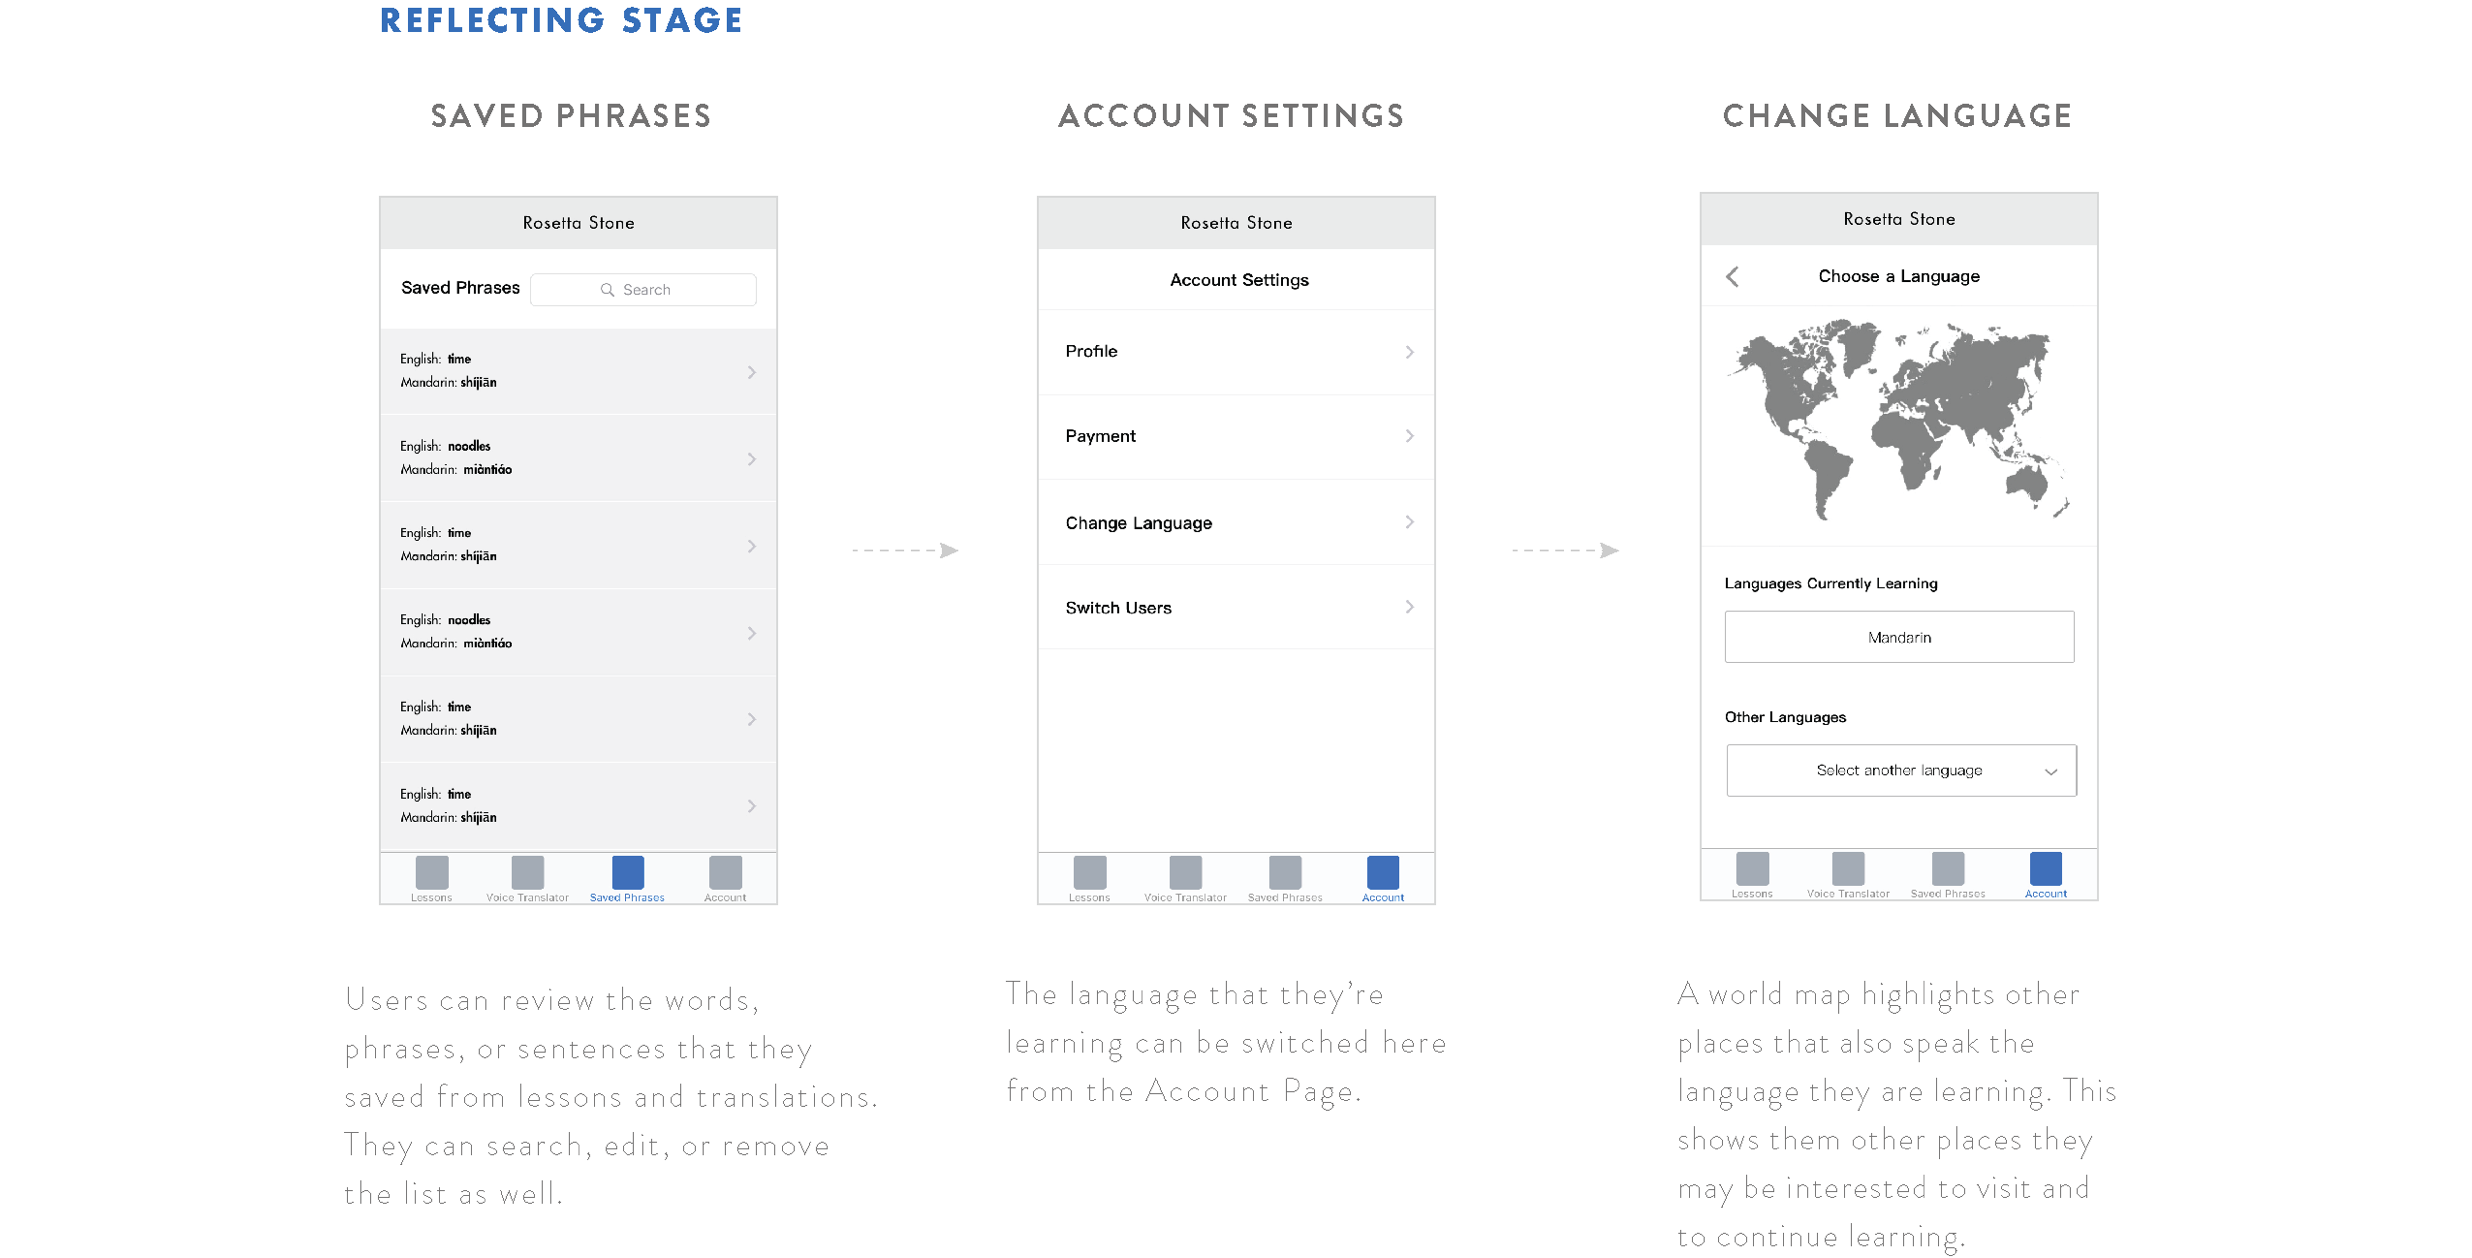 REFLECTING STAGE
SAVED PHRASES
Rosetta Stone
Saved Phrases
Search
English: time
Mandarin: shíjiān
English: noodles
Mandarin: miàntiáo
English: time
Mandarin: shíjiān
English: noodles
Mandarin: miàntiáo
English: time
Mandarin: shíjiān
English: time
Mandarin: shíjiān
Lessons
Voice Translator
Saved Phrases
Account
Users can review the words,
phrases, or sentences that they
saved from lessons and translations.
They can search, edit, or remove
the list as well.
ACCOUNT SETTINGS
Rosetta Stone
Account Settings
Profile
Payment
Change Language
Switch Users
Lessons
Voice Translator
Saved Phrases
Account
The language that they’re
learning can be switched here
from the Account Page.
CHANGE LANGUAGE
Rosetta Stone
Choose a Language
Languages Currently Learning
Mandarin
Other Languages
Select another language
Lessons
Voice Translator
Saved Phrases
Account
A world map highlights other
places that also speak the
language they are learning. This
shows them other places they
may be interested to visit and
to continue learning.